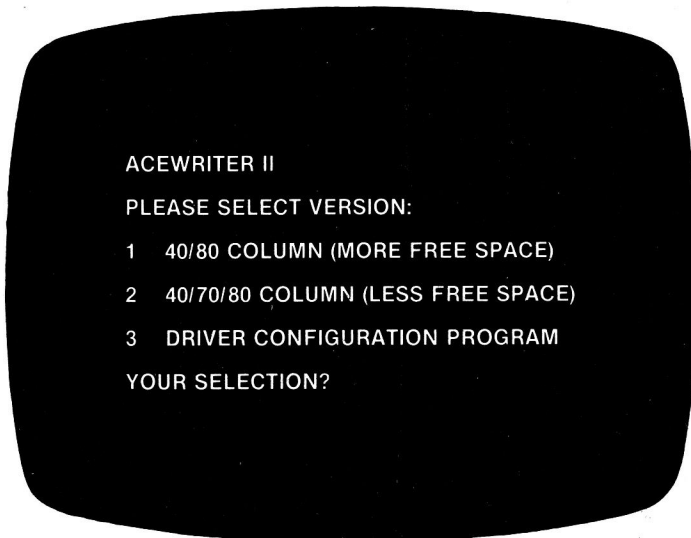 ACEWRITER II
PLEASE SELECT VERSION:
1 40/80 COLUMN (MORE FREE SPACE)
2 40/70/80 COLUMN (LESS FREE SPACE)
3 DRIVER CONFIGURATION PROGRAM
YOUR SELECTION?